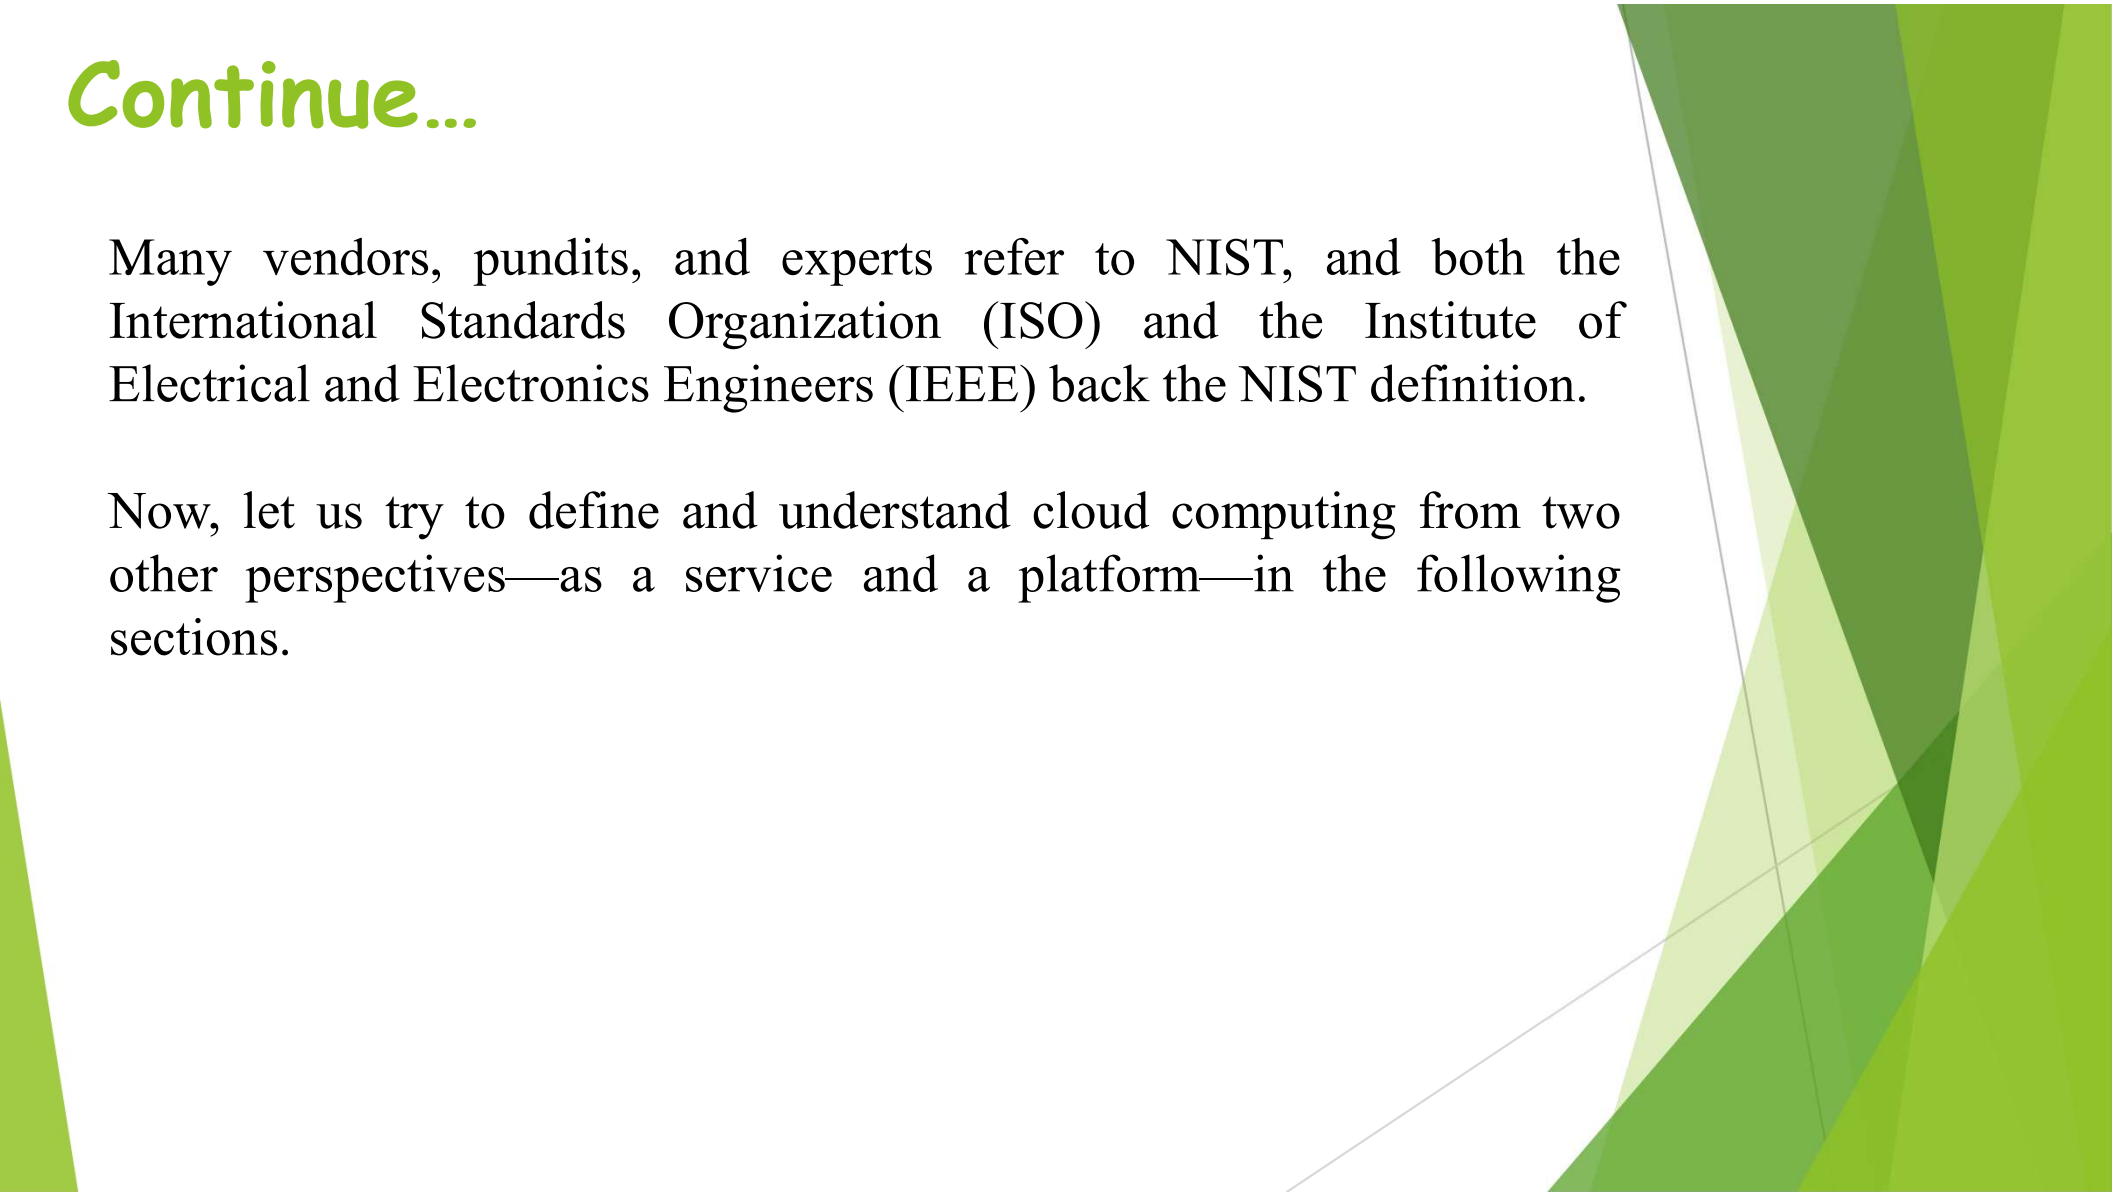 Continue…
Many vendors, pundits, and experts refer to NIST, and both the
International Standards Organization (ISO) and the Institute of
Electrical and Electronics Engineers (IEEE) back the NIST definition.
Now, let us try to define and understand cloud computing from two
other perspectives—as a service and a platform—in the following
sections.